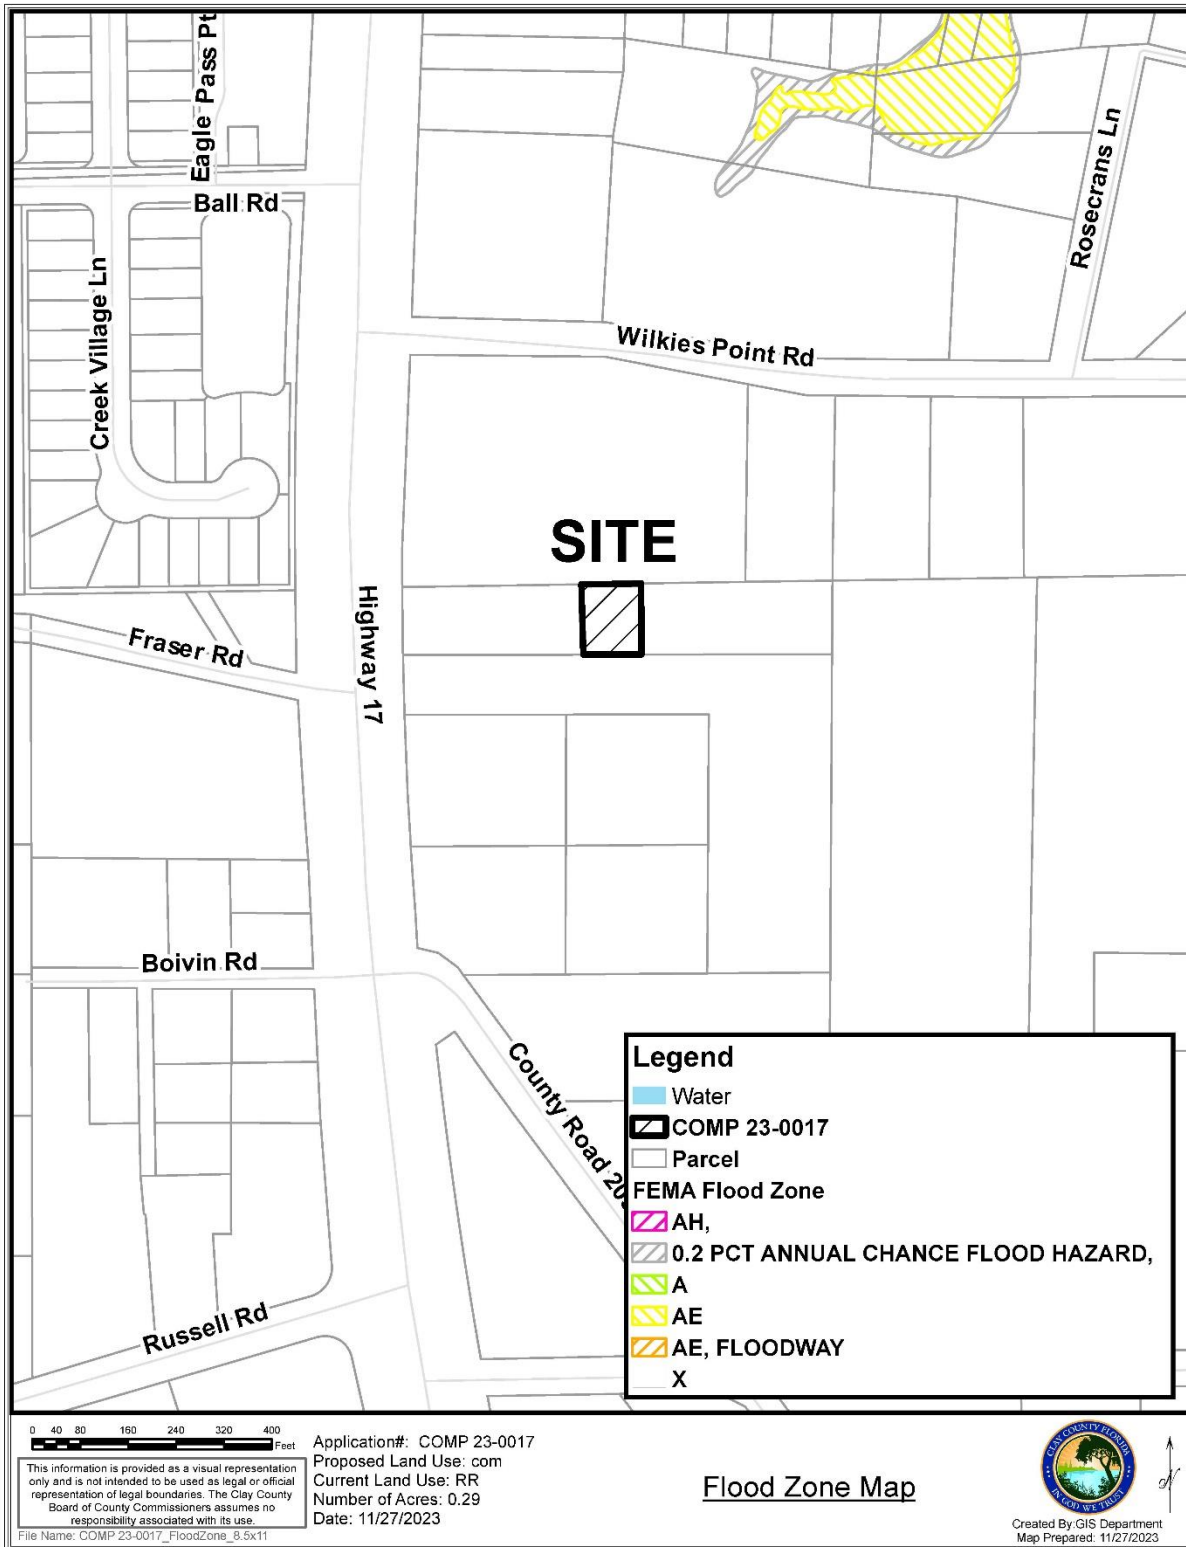 Eagle Pass Pt
Ball Rd
Creek Village Ln
Rosecrans Ln
Wilkies Point Rd
SITE
Highway 17
Fraser Rd
Boivin Rd
County Road 20
Russell Rd
Legend
Water
COMP 23-0017
Parcel
FEMA Flood Zone
AH,
0.2 PCT ANNUAL CHANCE FLOOD HAZARD,
A
AE
AE, FLOODWAY
X
0 40 80 160 240 320 400
Feet
This information is provided as a visual representation
only and is not intended to be used as legal or official
representation of legal boundaries. The Clay County
Board of County Commissioners assumes no
responsibility associated with its use.
File Name: COMP 23-0017_FloodZone_8.5x11
Application#: COMP 23-0017
Proposed Land Use: com
Current Land Use: RR
Number of Acres: 0.29
Date: 11/27/2023
Flood Zone Map
CLAY COUNTY FLORIDA
IN GOD WE TRUST
N
Created By:GIS Department
Map Prepared: 11/27/2023